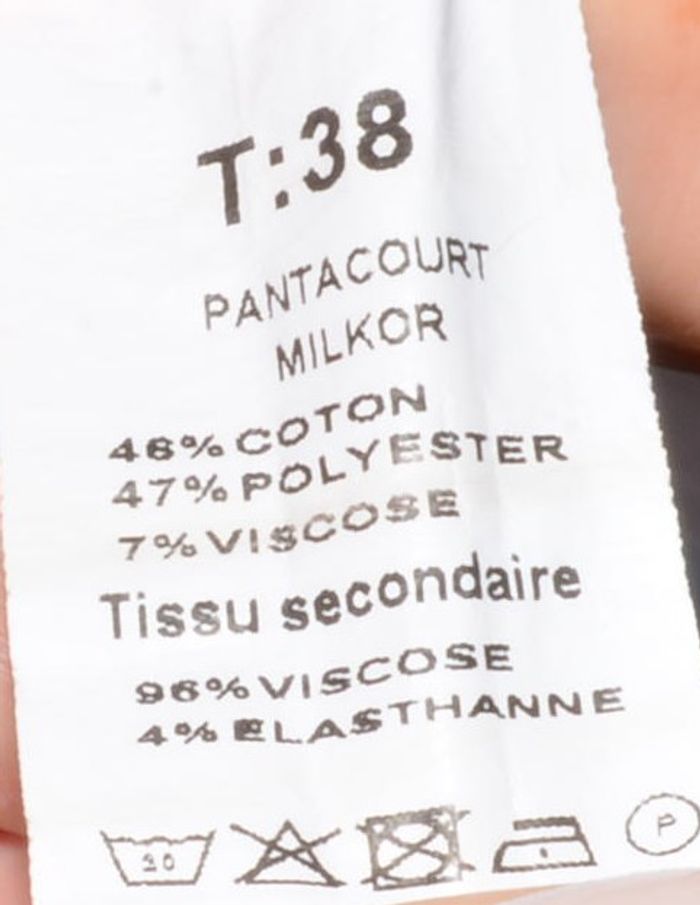 T:38
PANTACOURT
MILKOR
46% COTON
47% POLYESTER
7% VISCOSE
Tissu secondaire
96% VISCOSE
4% ELASTHANNE
30
P